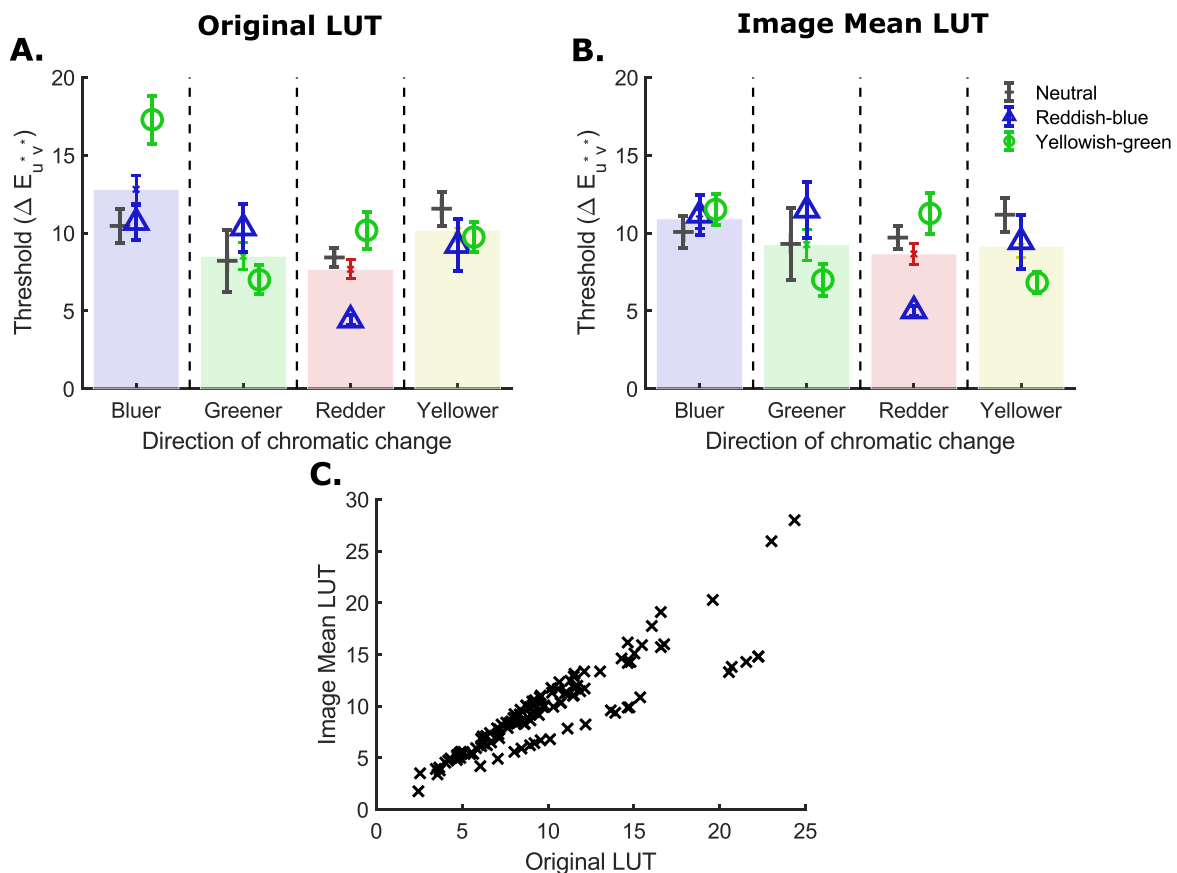 Original LUT
Image Mean LUT
A.
B.
20
15
10
5
0
Threshold (Δ E u* v*)
Bluer Greener Redder Yellower
Direction of chromatic change
20
15
10
5
0
Threshold (Δ E u* v*)
Neutral
Reddish-blue
Yellowish-green
Bluer Greener Redder Yellower
Direction of chromatic change
C.
30
25
20
15
10
5
0
Image Mean LUT
0 5 10 15 20 25
Original LUT